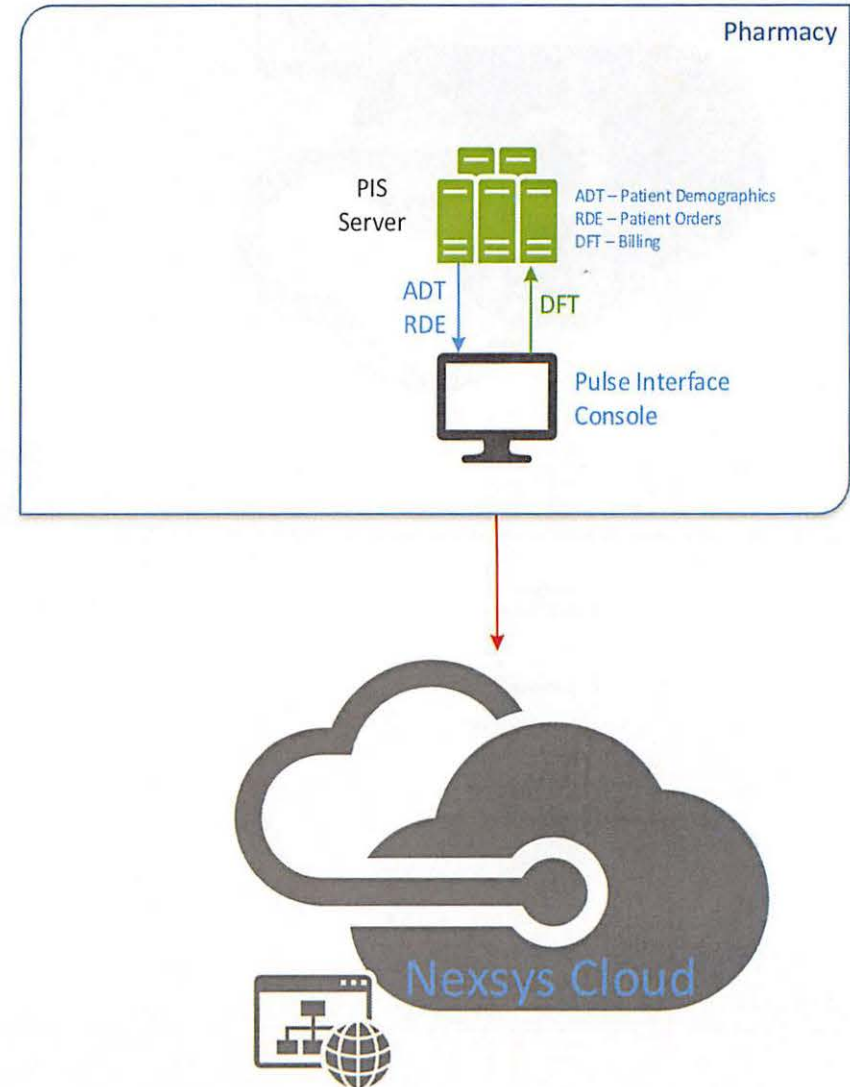 Pharmacy
PIS
Server
ADT – Patient Demographics
RDE – Patient Orders
DFT – Billing
ADT
RDE
DFT
Pulse Interface
Console
Nexsys Cloud